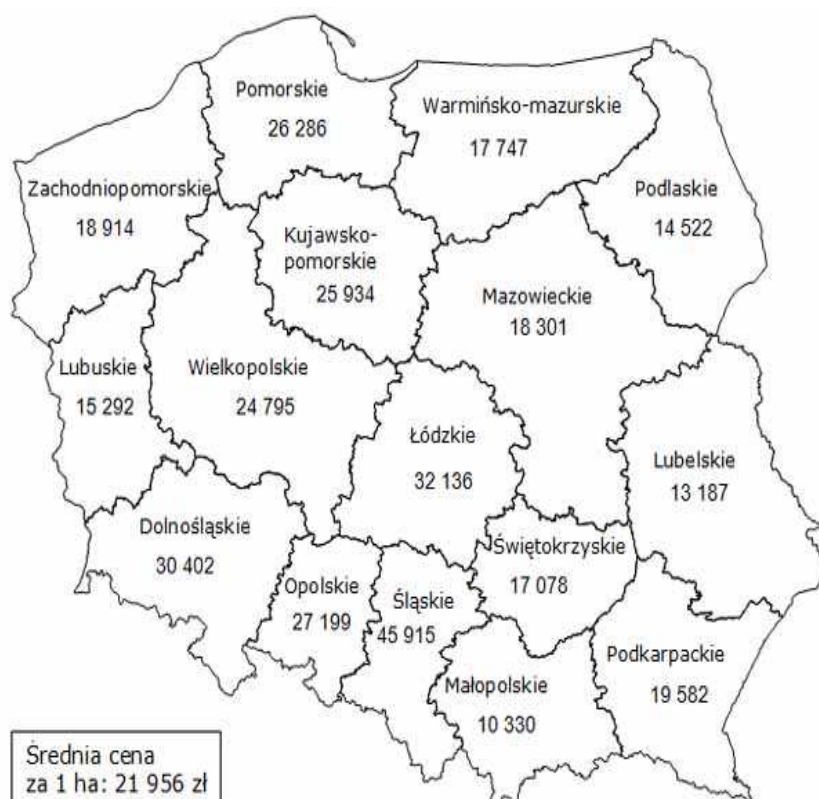 Pomorskie
26 286
Warmińsko-mazurskie
17 747
Zachodniopomorskie
18 914
Podlaskie
14 522
Kujawsko-
pomorskie
25 934
Mazowieckie
18 301
Lubuskie
15 292
Wielkopolskie
24 795
Łódzkie
32 136
Lubelskie
13 187
Dolnośląskie
30 402
Świętokrzyskie
17 078
Opolskie
27 199
Śląskie
45 915
Podkarpackie
19 582
Małopolskie
10 330
Średnia cena
za 1 ha: 21 956 zł